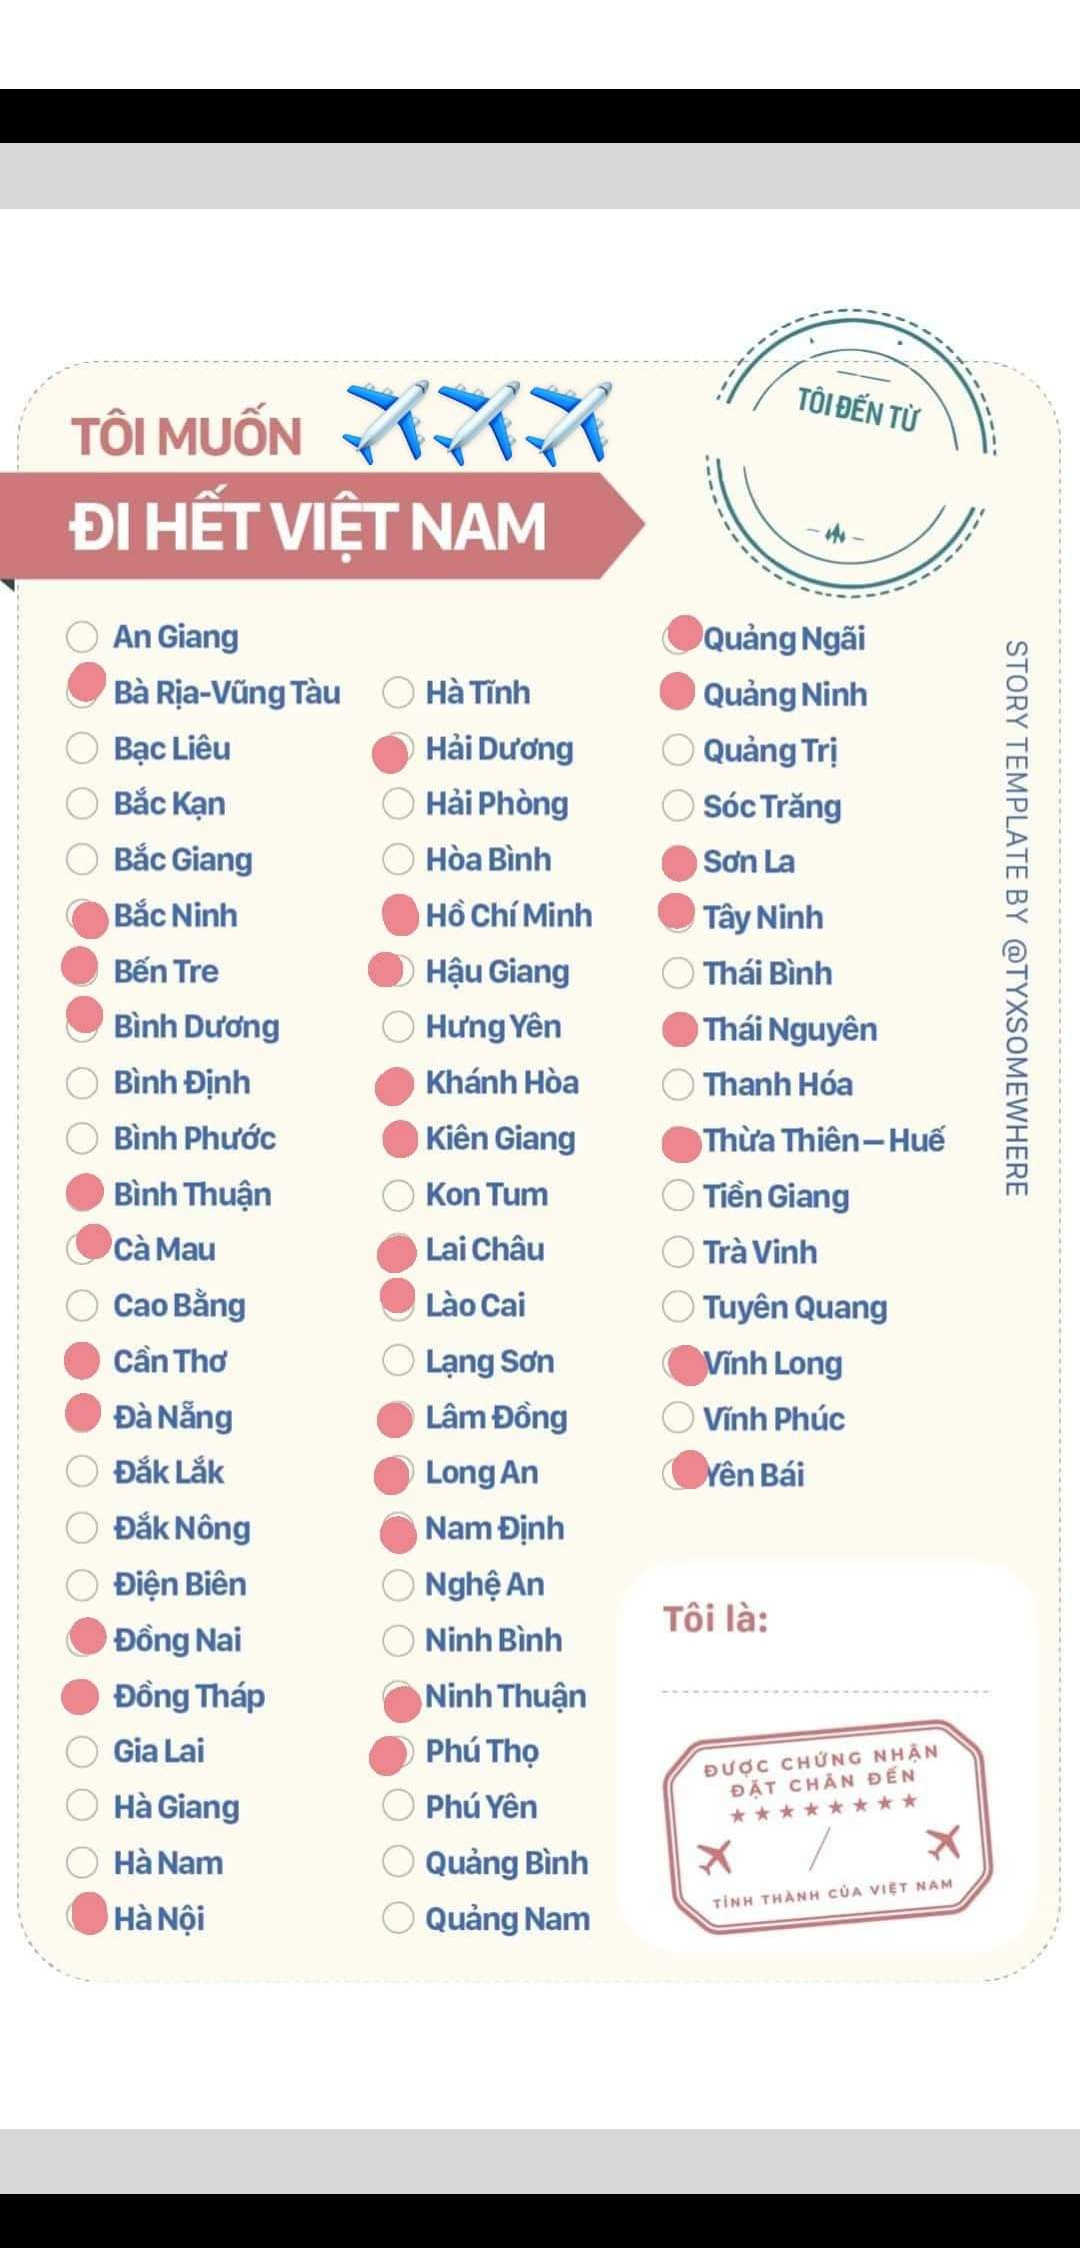 TÔI MUỐN
ĐI HẾT VIỆT NAM
TÔI ĐẾN TỪ
An Giang
Bà Rịa-Vũng Tàu
Bạc Liêu
Bắc Kạn
Bắc Giang
Bắc Ninh
Bến Tre
Bình Dương
Bình Định
Bình Phước
Bình Thuận
Cà Mau
Cao Bằng
Cần Thơ
Đà Nẵng
Đắk Lắk
Đắk Nông
Điện Biên
Đồng Nai
Đồng Tháp
Gia Lai
Hà Giang
Hà Nam
Hà Nội
Hà Tĩnh
Hải Dương
Hải Phòng
Hòa Bình
Hồ Chí Minh
Hậu Giang
Hưng Yên
Khánh Hòa
Kiên Giang
Kon Tum
Lai Châu
Lào Cai
Lạng Sơn
Lâm Đồng
Long An
Nam Định
Nghệ An
Ninh Bình
Ninh Thuận
Phú Thọ
Phú Yên
Quảng Bình
Quảng Nam
Quảng Ngãi
Quảng Ninh
Quảng Trị
Sóc Trăng
Sơn La
Tây Ninh
Thái Bình
Thái Nguyên
Thanh Hóa
Thừa Thiên – Huế
Tiền Giang
Trà Vinh
Tuyên Quang
Vĩnh Long
Vĩnh Phúc
Yên Bái
STORY TEMPLATE BY @TYXSOMEWHERE
Tôi là:
ĐƯỢC CHỨNG NHẬN
ĐẶT CHÂN ĐẾN
/
TỈNH THÀNH CỦA VIỆT NAM